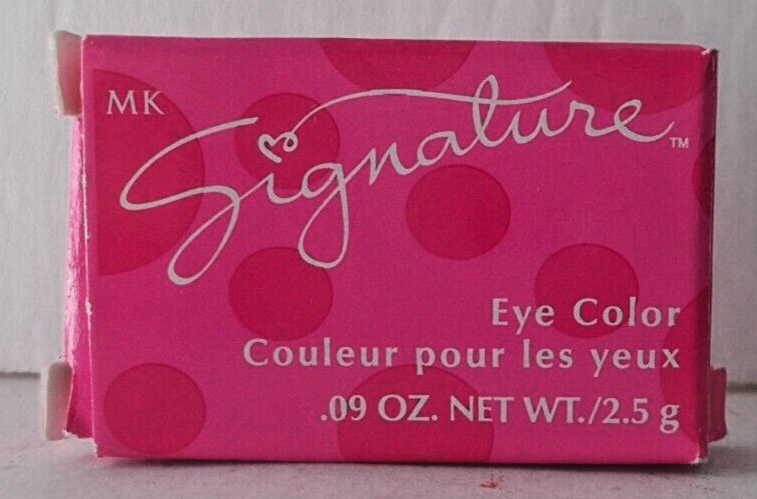 MK
Signature™
Eye Color
Couleur pour les yeux
.09 OZ. NET WT./2.5 g